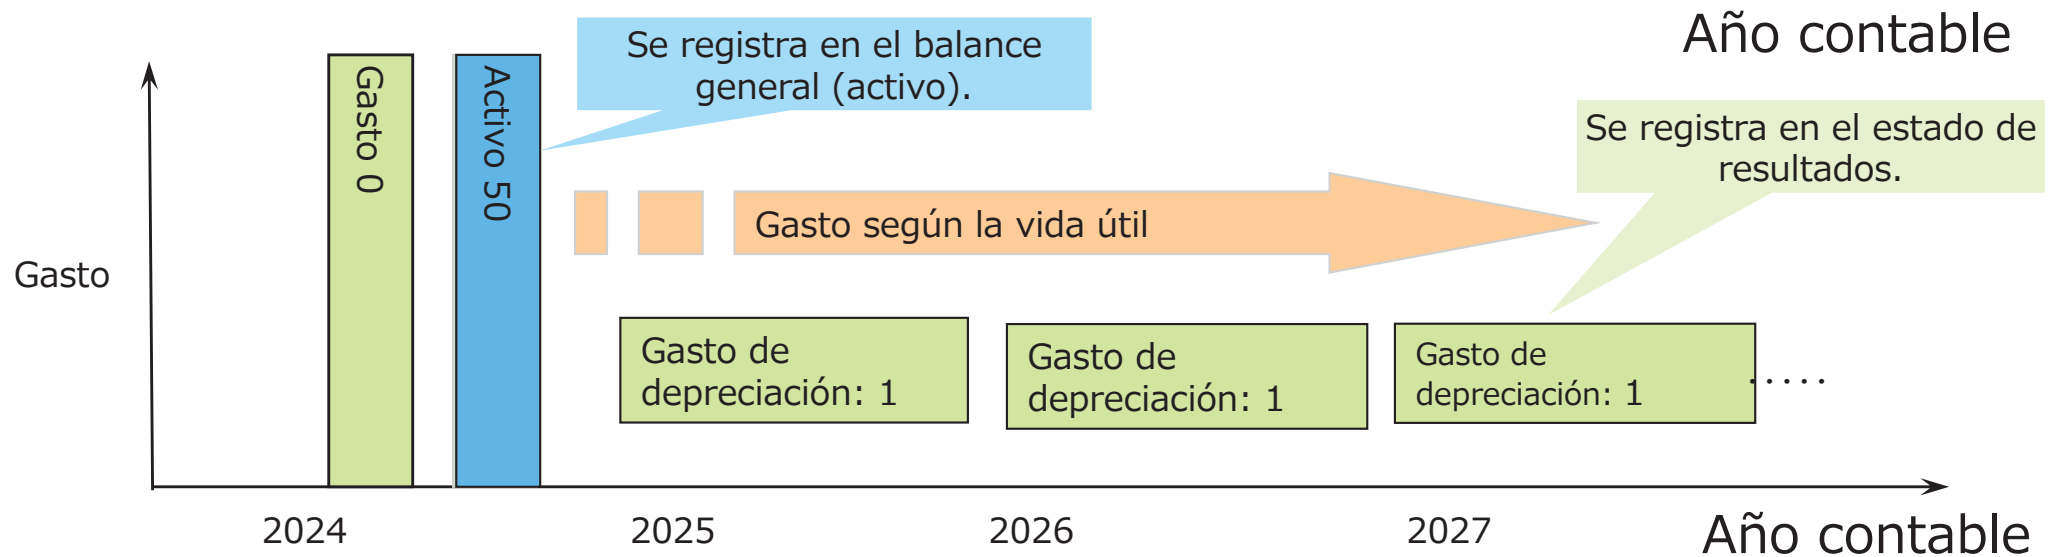 Año contable
Se registra en el balance
general (activo).
Gasto 0
Activo 50
Se registra en el estado de
resultados.
Gasto según la vida útil
Gasto
Gasto de
depreciación: 1
Gasto de
depreciación: 1
Gasto de
depreciación: 1
.....
2024
2025
2026
2027
Año contable